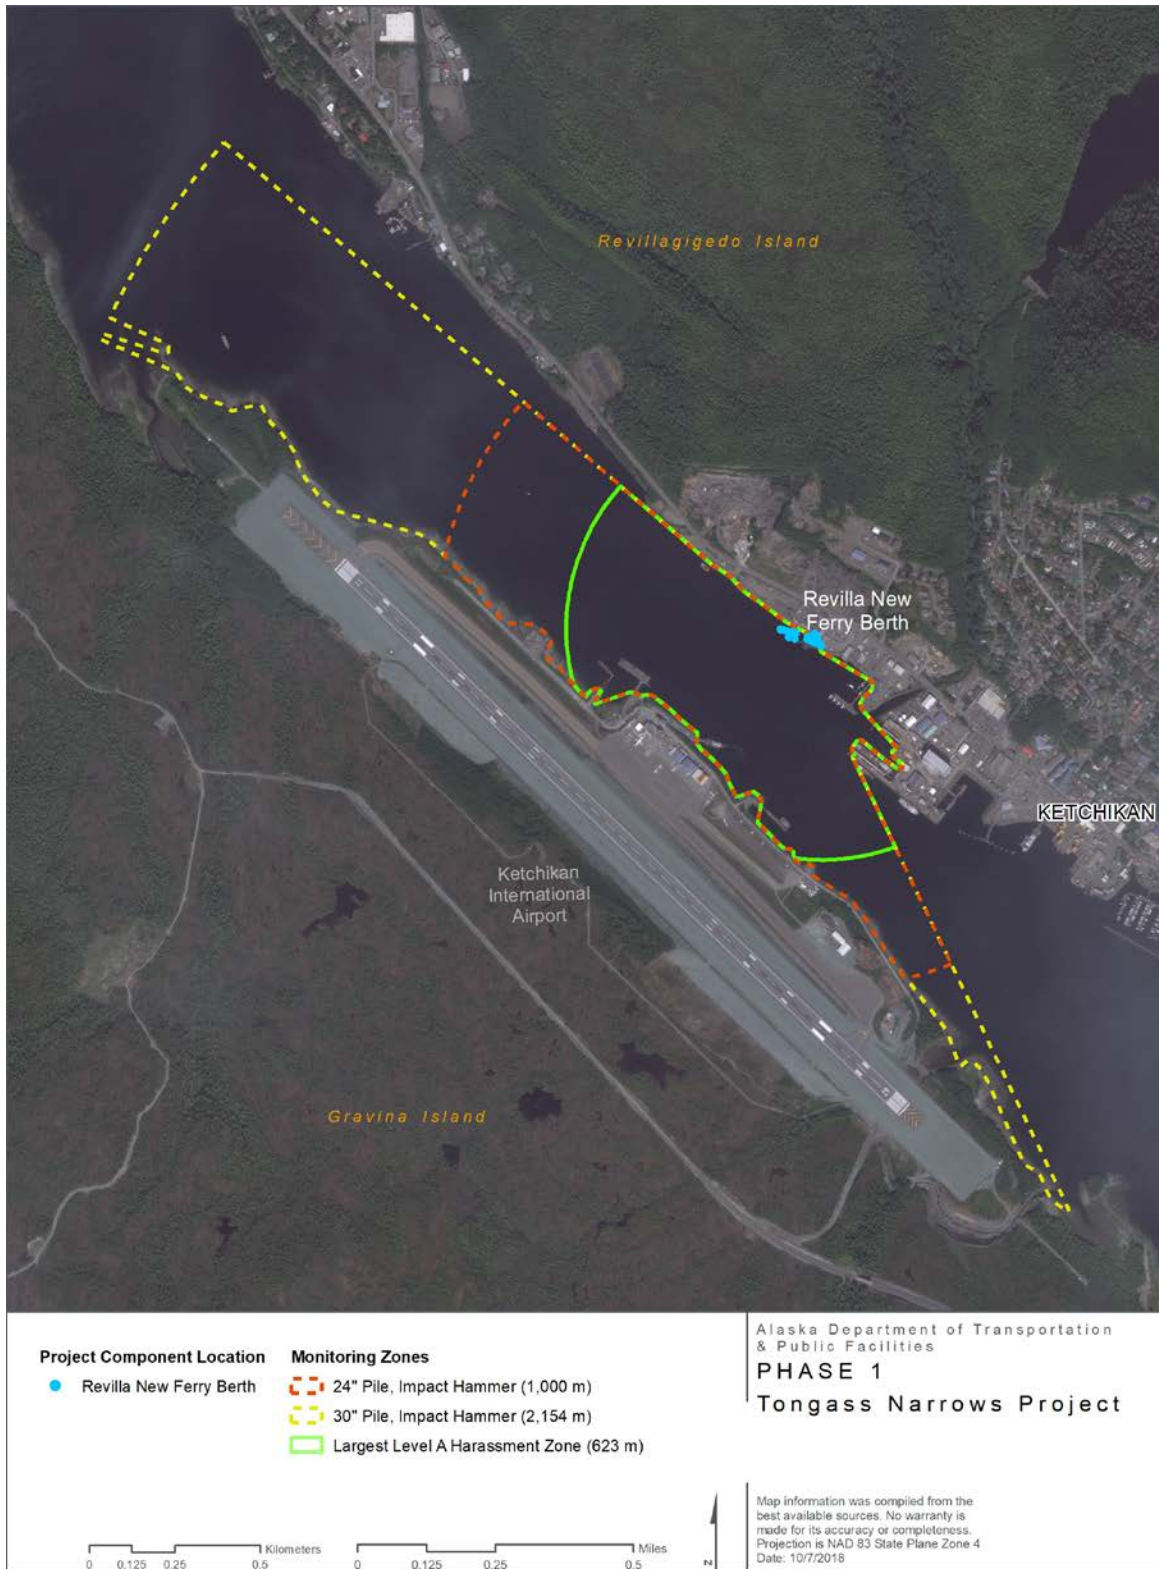 Revillagigedo Island
Revilla New
Ferry Berth
KETCHIKAN
Ketchikan
International
Airport
Gravina Island
Project Component Location
Revilla New Ferry Berth
Monitoring Zones
24" Pile, Impact Hammer (1,000 m)
30" Pile, Impact Hammer (2,154 m)
Largest Level A Harassment Zone (623 m)
Alaska Department of Transportation
& Public Facilities
PHASE 1
Tongass Narrows Project
Kilometers
0 0.125 0.25 0.5
Miles
0 0.125 0.25 0.5
N
Map information was compiled from the
best available sources. No warranty is
made for its accuracy or completeness.
Projection is NAD 83 State Plane Zone 4
Date: 10/7/2018